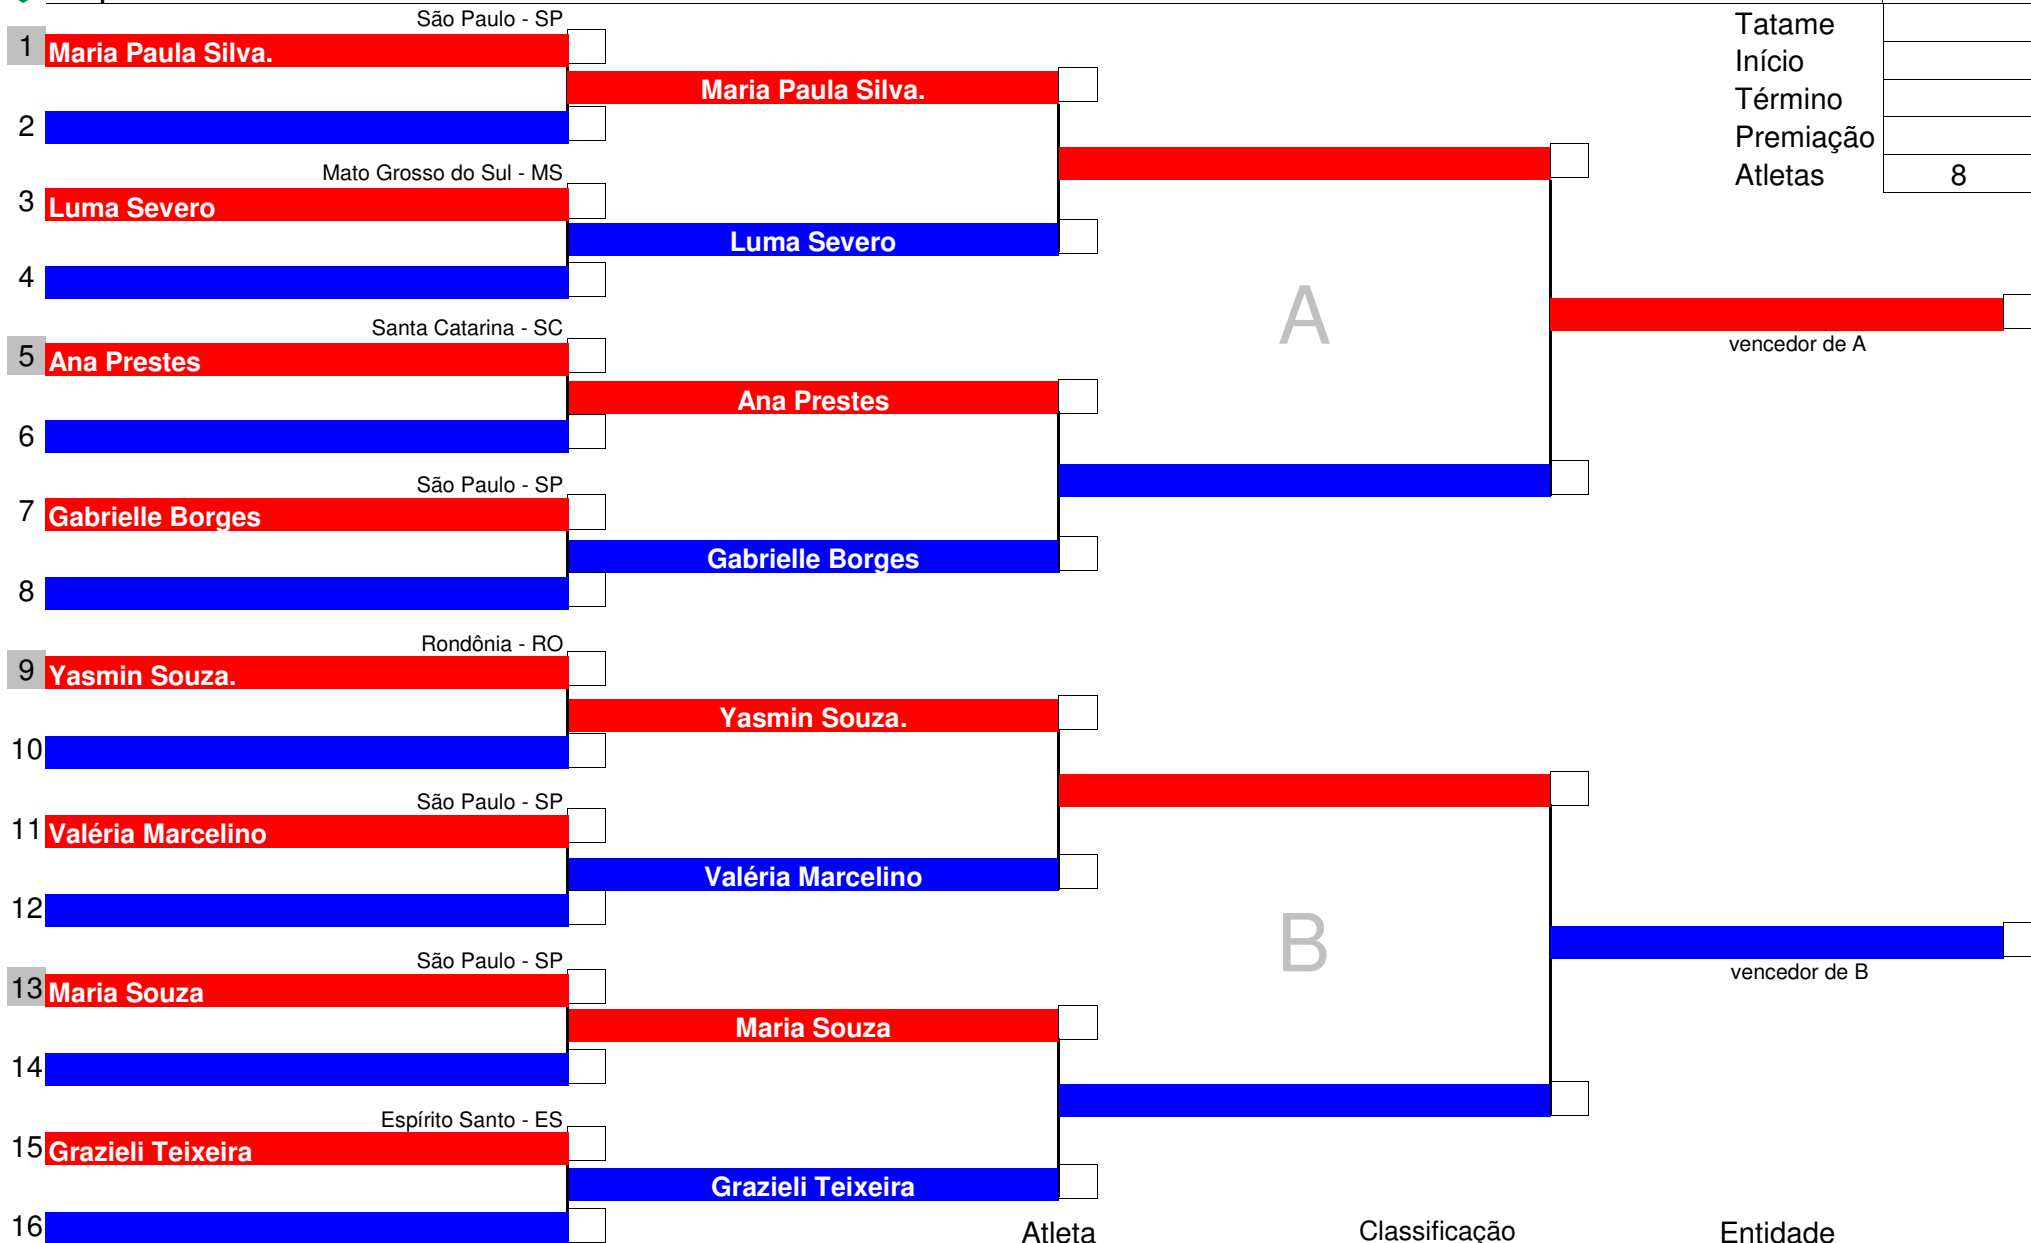 São Paulo - SP
1 Maria Paula Silva.
Maria Paula Silva.
2
Mato Grosso do Sul - MS
3 Luma Severo
Luma Severo
4
Santa Catarina - SC
5 Ana Prestes
Ana Prestes
6
São Paulo - SP
7 Gabrielle Borges
Gabrielle Borges
8
Rondônia - RO
9 Yasmin Souza.
Yasmin Souza.
10
São Paulo - SP
11 Valéria Marcelino
Valéria Marcelino
12
São Paulo - SP
13 Maria Souza
Maria Souza
14
Espírito Santo - ES
15 Grazieli Teixeira
Grazieli Teixeira
16
A
B
Tatame
Início
Término
Premiação
Atletas 8
vencedor de A
vencedor de B
Atleta Classificação Entidade